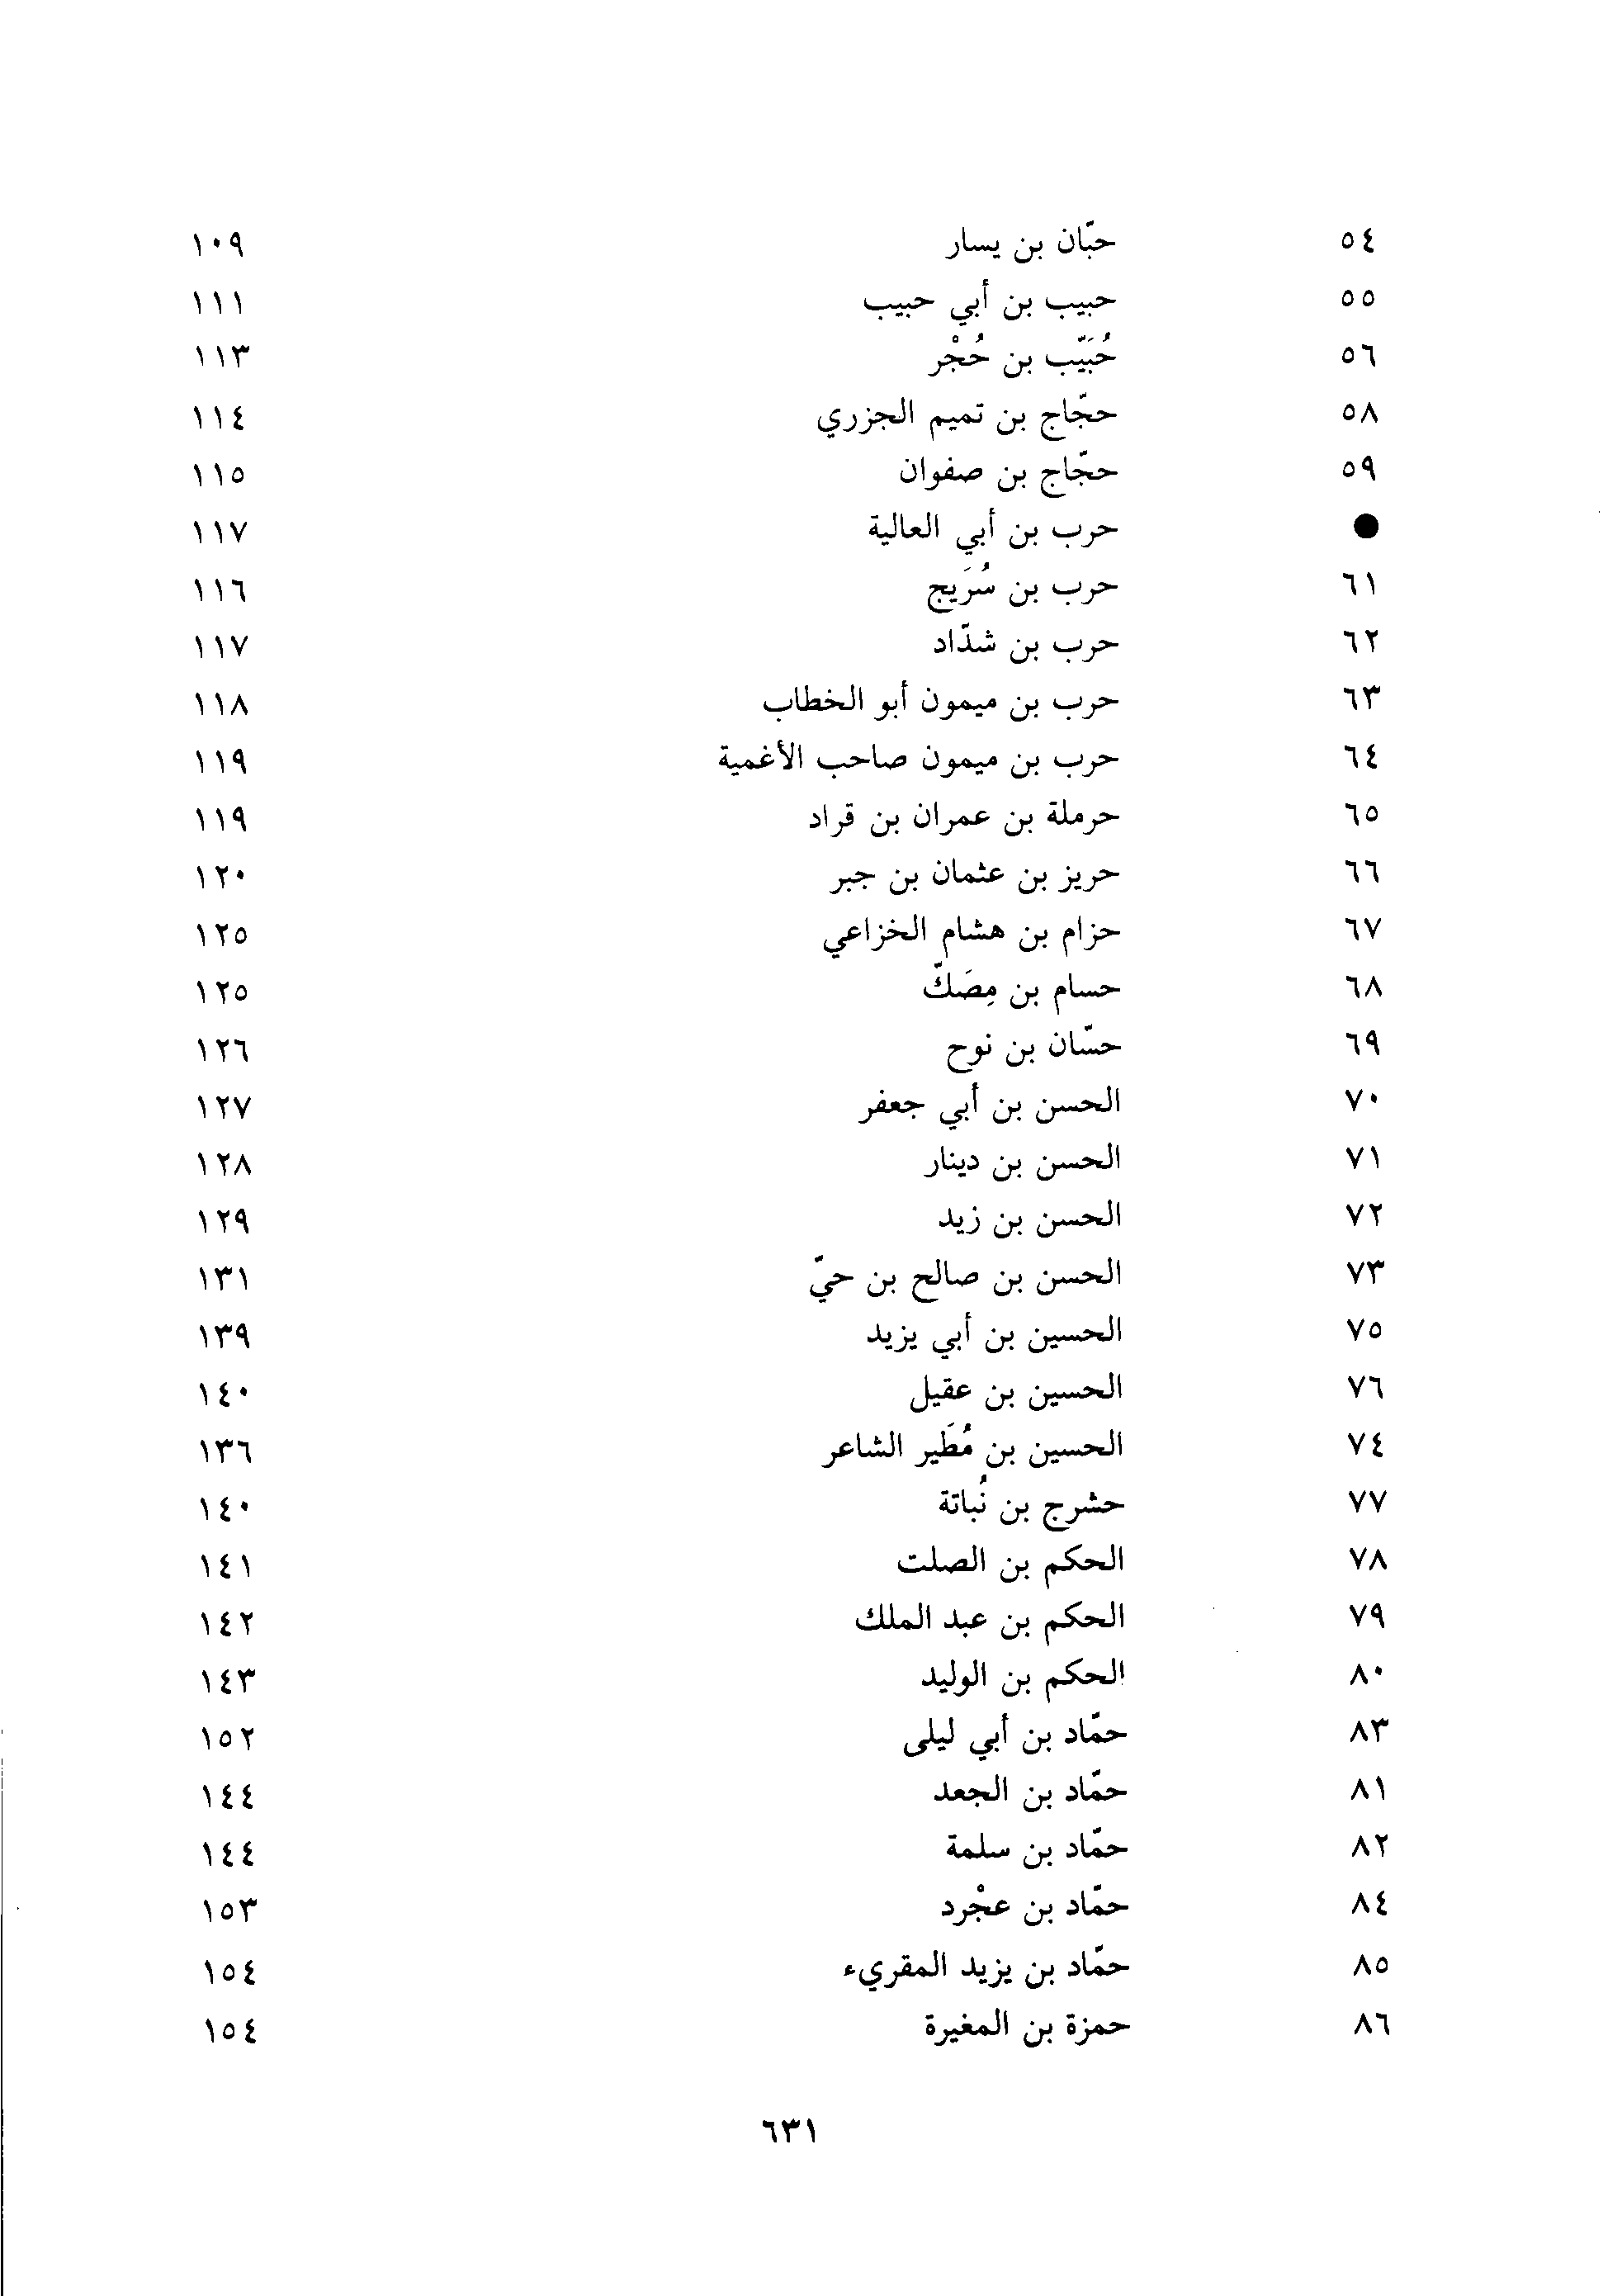 ٥٤ حبّان بن يسار ١٠٩
٥٥ حبيب بن أبي حبيب ١١١
٥٦ حُبَيّب بن حُجْر ١١٣
٥٨ حجّاج بن تميم الجزري ١١٤
٥٩ حجّاج بن صفوان ١١٥
● حرب بن أبي العالية ١١٧
٦١ حرب بن سُرَيج ١١٦
٦٢ حرب بن شدّاد ١١٧
٦٣ حرب بن ميمون أبو الخطاب ١١٨
٦٤ حرب بن ميمون صاحب الأغمية ١١٩
٦٥ حرملة بن عمران بن قراد ١١٩
٦٦ حريز بن عثمان بن جبر ١٢٠
٦٧ حزام بن هشام الخزاعي ١٢٥
٦٨ حسام بن مِصَكّ ١٢٥
٦٩ حسّان بن نوح ١٢٦
٧٠ الحسن بن أبي جعفر ١٢٧
٧١ الحسن بن دينار ١٢٨
٧٢ الحسن بن زيد ١٢٩
٧٣ الحسن بن صالح بن حيّ ١٣١
٧٥ الحسين بن أبي يزيد ١٣٩
٧٦ الحسين بن عقيل ١٤٠
٧٤ الحسين بن مُطَير الشاعر ١٣٦
٧٧ حشرج بن نُباتة ١٤٠
٧٨ الحكم بن الصلت ١٤١
٧٩ الحكم بن عبد الملك ١٤٢
٨٠ الحكم بن الوليد ١٤٣
٨٣ حمّاد بن أبي ليلى ١٥٢
٨١ حمّاد بن الجعد ١٤٤
٨٢ حمّاد بن سلمة ١٤٤
٨٤ حمّاد بن عجْرد ١٥٣
٨٥ حمّاد بن يزيد المقريء ١٥٤
٨٦ حمزة بن المغيرة ١٥٤
٦٣١